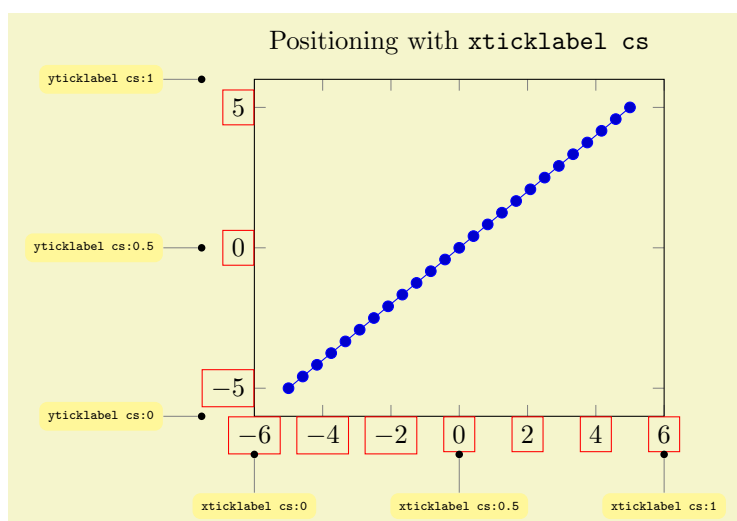 Positioning with xticklabel cs
yticklabel cs:1
5
yticklabel cs:0.5
0
−5
yticklabel cs:0
−6 −4 −2 0 2 4 6
xticklabel cs:0 xticklabel cs:0.5 xticklabel cs:1